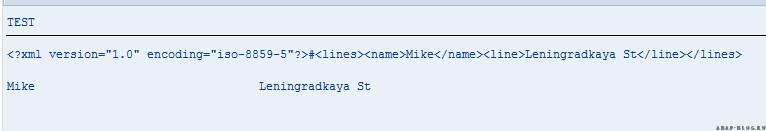 TEST
<?xml version="1.0" encoding="iso-8859-5"?>#<lines><name>Mike</name><line>Leningradkaya St</line></lines>
Mike Leningradkaya St
ABAP-BLOG.RU